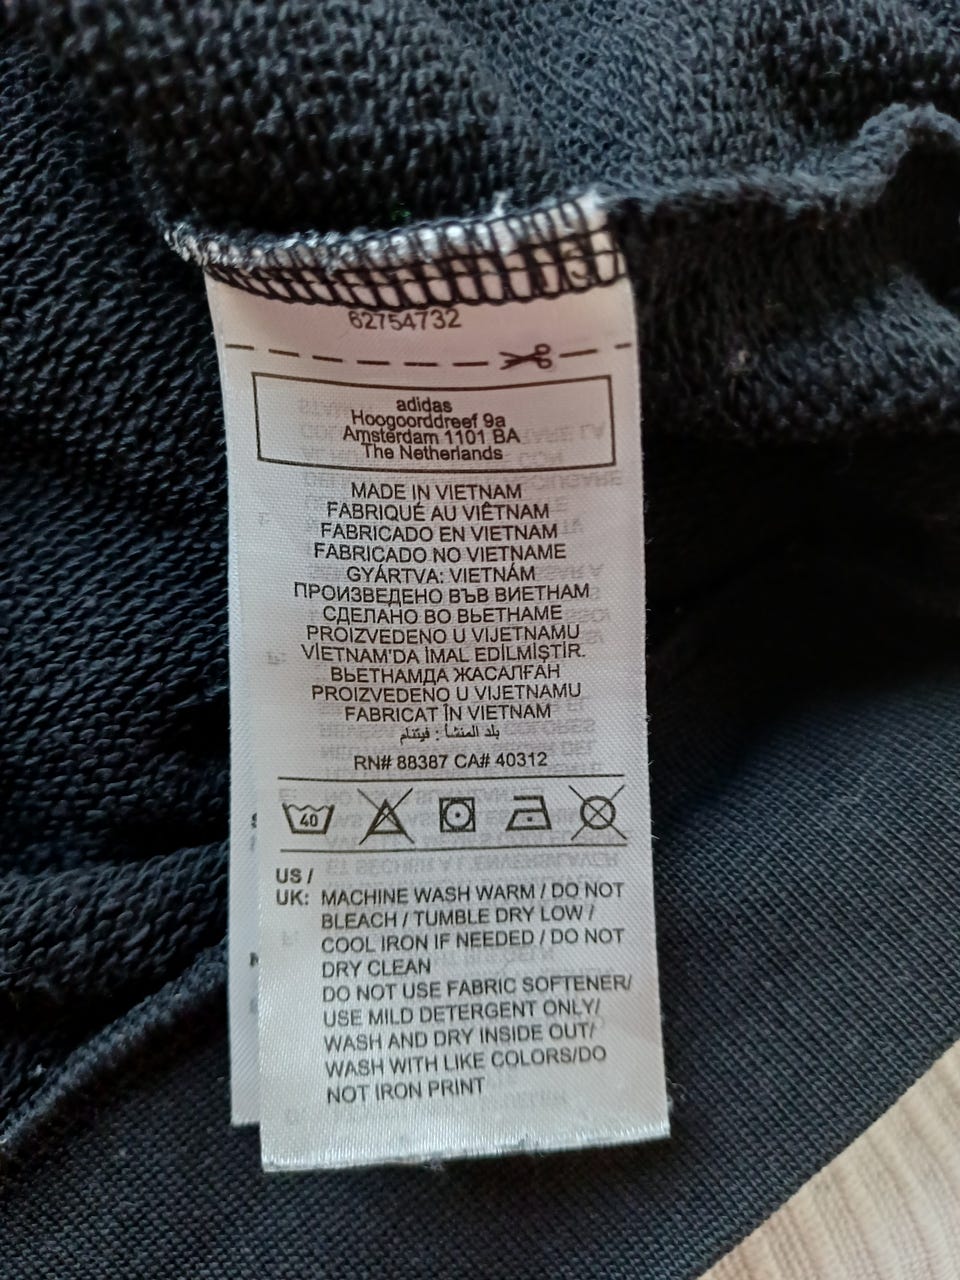 62754732
adidas
Hoogoorddreef 9a
Amsterdam 1101 BA
The Netherlands
MADE IN VIETNAM
FABRIQUÉ AU VIÊTNAM
FABRICADO EN VIETNAM
FABRICADO NO VIETNAME
GYÁRTVA: VIETNÁM
ПРОИЗВЕДЕНО ВЪВ ВИЕТНАМ
СДЕЛАНО ВО ВЬЕТНАМЕ
PROIZVEDENO U VIJETNAMU
VİETNAM'DA İMAL EDİLMİŞTİR.
ВЬЕТНАМДА ЖАСАЛҒАН
PROIZVEDENO U VIJETNAMU
FABRICAT ÎN VIETNAM
بلد المنشأ : فيتنام
RN# 88387 CA# 40312
40
US /
UK: MACHINE WASH WARM / DO NOT
BLEACH / TUMBLE DRY LOW /
COOL IRON IF NEEDED / DO NOT
DRY CLEAN
DO NOT USE FABRIC SOFTENER/
USE MILD DETERGENT ONLY/
WASH AND DRY INSIDE OUT/
WASH WITH LIKE COLORS/DO
NOT IRON PRINT